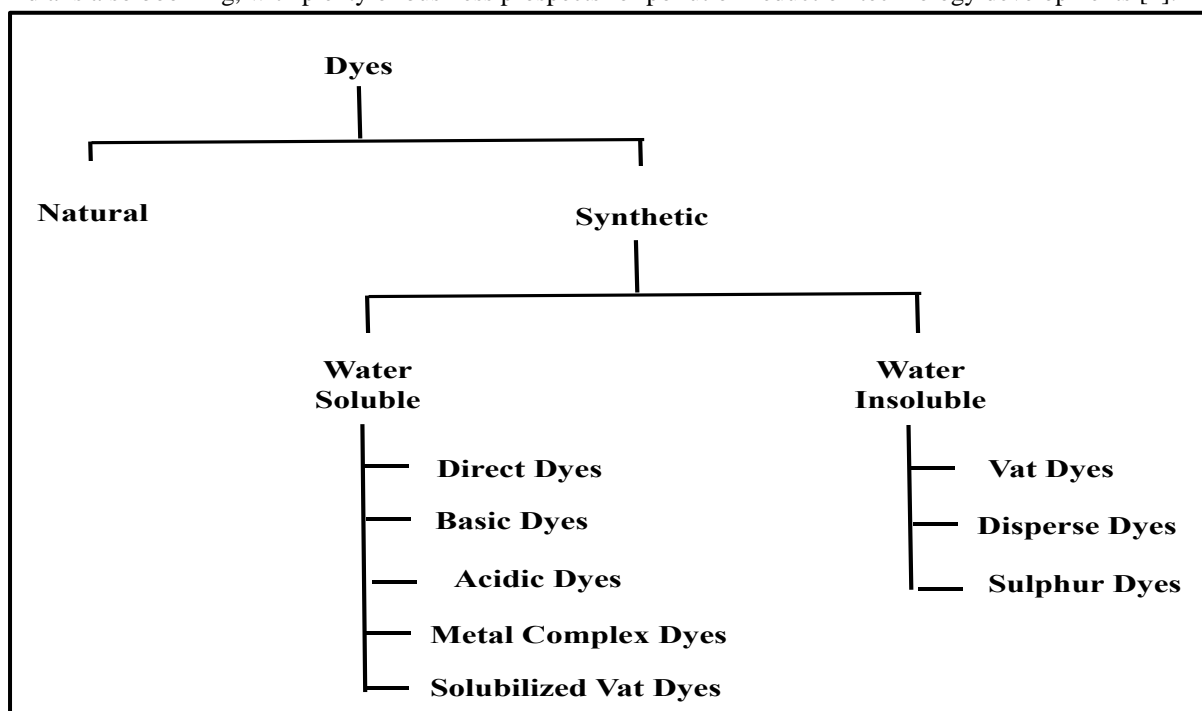 Dyes
Natural
Synthetic
Water
Soluble
Water
Insoluble
Direct Dyes
Basic Dyes
Acidic Dyes
Metal Complex Dyes
Solubilized Vat Dyes
Vat Dyes
Disperse Dyes
Sulphur Dyes